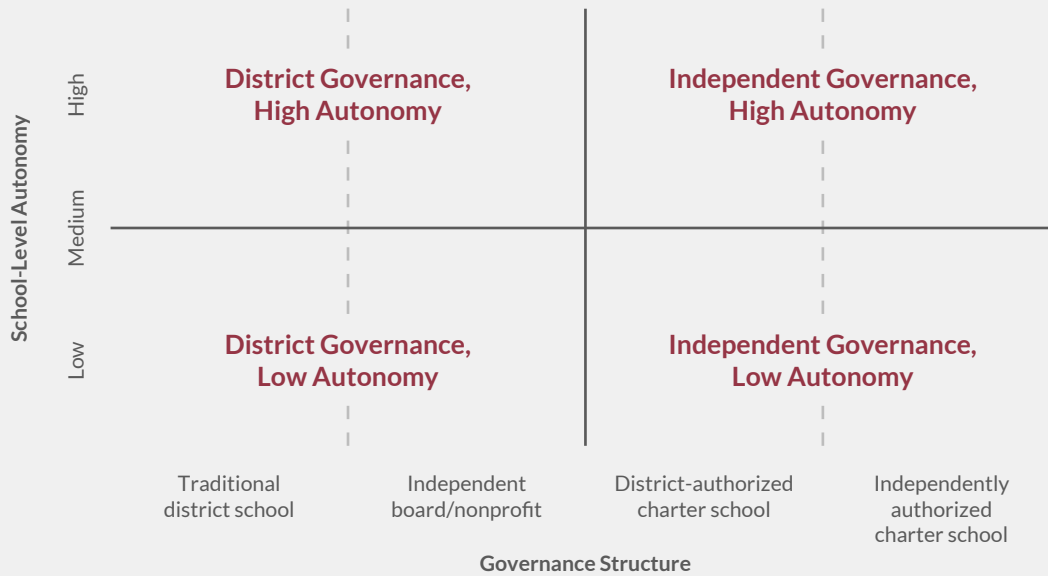 School-Level Autonomy
High
Medium
Low
District Governance,
High Autonomy
Independent Governance,
High Autonomy
District Governance,
Low Autonomy
Independent Governance,
Low Autonomy
Traditional
district school
Independent
board/nonprofit
District-authorized
charter school
Independently
authorized
charter school
Governance Structure